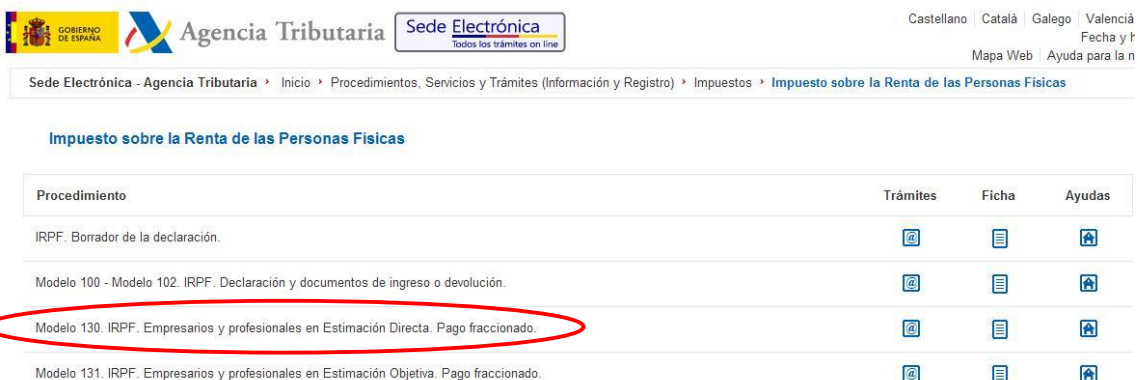 GOBIERNO
DE ESPAÑA
Agencia Tributaria
Sede Electrónica
Todos los trámites on line
Castellano Català Galego Valencià
Fecha y h
Mapa Web Ayuda para la n
Sede Electrónica - Agencia Tributaria Inicio Procedimientos, Servicios y Trámites (Información y Registro) Impuestos Impuesto sobre la Renta de las Personas Físicas
Impuesto sobre la Renta de las Personas Físicas
Procedimiento Trámites Ficha Ayudas
IRPF. Borrador de la declaración.
Modelo 100 - Modelo 102. IRPF. Declaración y documentos de ingreso o devolución.
Modelo 130. IRPF. Empresarios y profesionales en Estimación Directa. Pago fraccionado.
Modelo 131. IRPF. Empresarios y profesionales en Estimación Objetiva. Pago fraccionado.